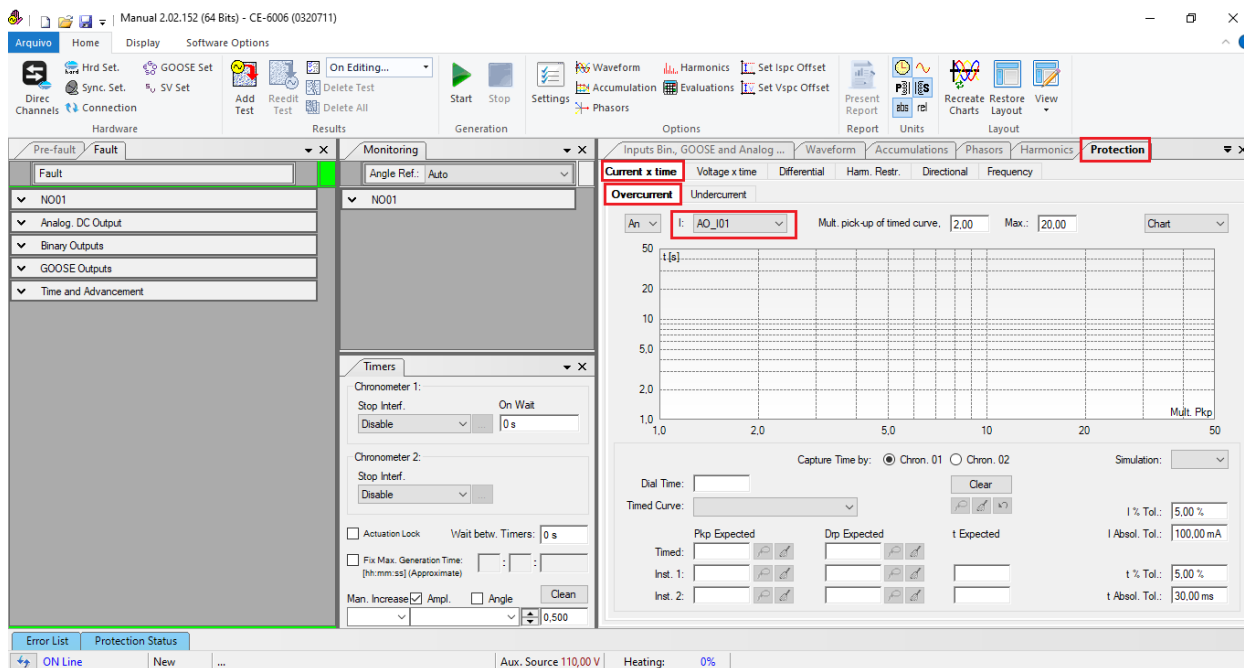 Manual 2.02.152 (64 Bits) - CE-6006 (0320711)
Arquivo Home Display Software Options
Direc Channels
Hrd Set.
Sync. Set.
Connection
GOOSE Set
SV Set
Hardware
Add Test
Reedit Test
On Editing...
Delete Test
Delete All
Results
Start
Stop
Generation
Settings
Waveform
Accumulation
Phasors
Harmonics
Evaluations
Set Ispc Offset
Set Vspc Offset
Options
Present Report
Report
abs rel
Units
Recreate Charts
Restore Layout
View
Layout
Pre-fault Fault
Fault
NO01
Analog. DC Output
Binary Outputs
GOOSE Outputs
Time and Advancement
Monitoring
Angle Ref.: Auto
NO01
Timers
Chronometer 1:
Stop Interf. On Wait
Disable ... 0 s
Chronometer 2:
Stop Interf.
Disable ...
Actuation Lock Wait betw. Timers: 0 s
Fix Max. Generation Time:
[hh:mm:ss] (Approximate) : :
Man. Increase Ampl. Angle Clean
0,500
Inputs Bin., GOOSE and Analog ... Waveform Accumulations Phasors Harmonics Protection
Current x time Voltage x time Differential Harm. Restr. Directional Frequency
Overcurrent Undercurrent
An I: AO_I01 Mult. pick-up of timed curve, 2,00 Max.: 20,00 Chart
t [s]
50
20
10
5,0
2,0
1,0
Mult. Pkp
1,0 2,0 5,0 10 20 50
Capture Time by: Chron. 01 Chron. 02 Simulation:
Dial Time: Clear
Timed Curve:
I % Tol.: 5,00 %
Pkp Expected Drp Expected t Expected I Absol. Tol.: 100,00 mA
Timed:
Inst. 1: t % Tol.: 5,00 %
Inst. 2: t Absol. Tol.: 30,00 ms
Error List Protection Status
ON Line New ... Aux. Source 110,00 V Heating: 0%